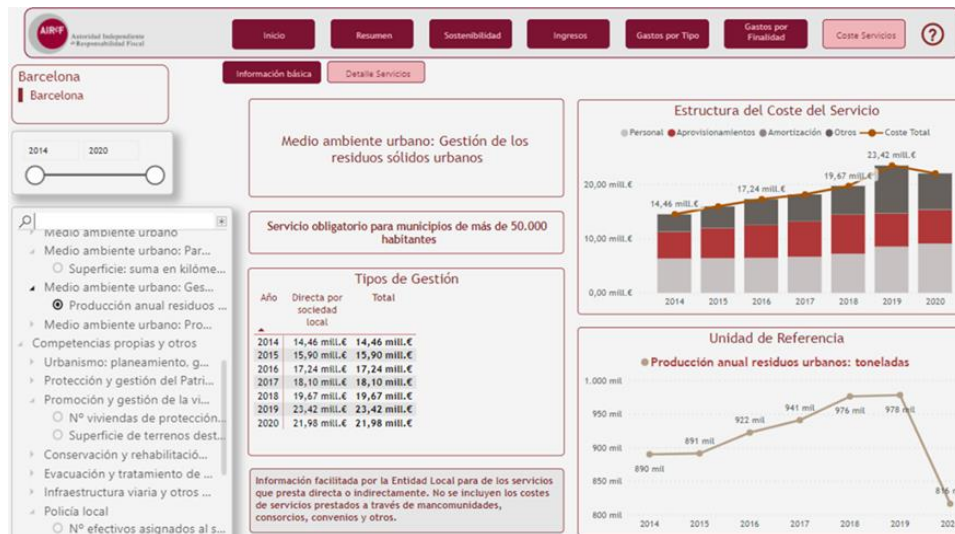 AIReF
Autoridad Independiente
de Responsabilidad Fiscal
Inicio
Resumen
Sostenibilidad
Ingresos
Gastos por Tipo
Gastos por
Finalidad
Coste Servicios
?
Barcelona
Barcelona
Información básica
Detalle Servicios
2014
2020
Medio ambiente urbano
Medio ambiente urbano: Par...
Superficie: suma en kilóme...
Medio ambiente urbano: Ges...
Producción anual residuos ...
Medio ambiente urbano: Pro...
Competencias propias y otros
Urbanismo: planeamiento, g...
Protección y gestión del Patri...
Promoción y gestión de la vi...
Nº viviendas de protección...
Superficie de terrenos dest...
Conservación y rehabilitació...
Evacuación y tratamiento de ...
Infraestructura viaria y otros ...
Policía local
Nº efectivos asignados al s...
Medio ambiente urbano: Gestión de los
residuos sólidos urbanos
Servicio obligatorio para municipios de más de 50.000
habitantes
Tipos de Gestión
Año Directa por Total
sociedad
local
2014 14,46 mill.€ 14,46 mill.€
2015 15,90 mill.€ 15,90 mill.€
2016 17,24 mill.€ 17,24 mill.€
2017 18,10 mill.€ 18,10 mill.€
2018 19,67 mill.€ 19,67 mill.€
2019 23,42 mill.€ 23,42 mill.€
2020 21,98 mill.€ 21,98 mill.€
Información facilitada por la Entidad Local para de los servicios
que presta directa o indirectamente. No se incluyen los costes
de servicios prestados a través de mancomunidades,
consorcios, convenios y otros.
Estructura del Coste del Servicio
Personal Aprovisionamientos Amortización Otros Coste Total
23,42 mill.€
19,67 mill.€
20,00 mill.€
17,24 mill.€
14,46 mill.€
10,00 mill.€
0,00 mill.€
2014 2015 2016 2017 2018 2019 2020
Unidad de Referencia
Producción anual residuos urbanos: toneladas
1.000 mil
950 mil
900 mil
850 mil
800 mil
890 mil
891 mil
922 mil
941 mil
976 mil
978 mil
2014 2015 2016 2017 2018 2019